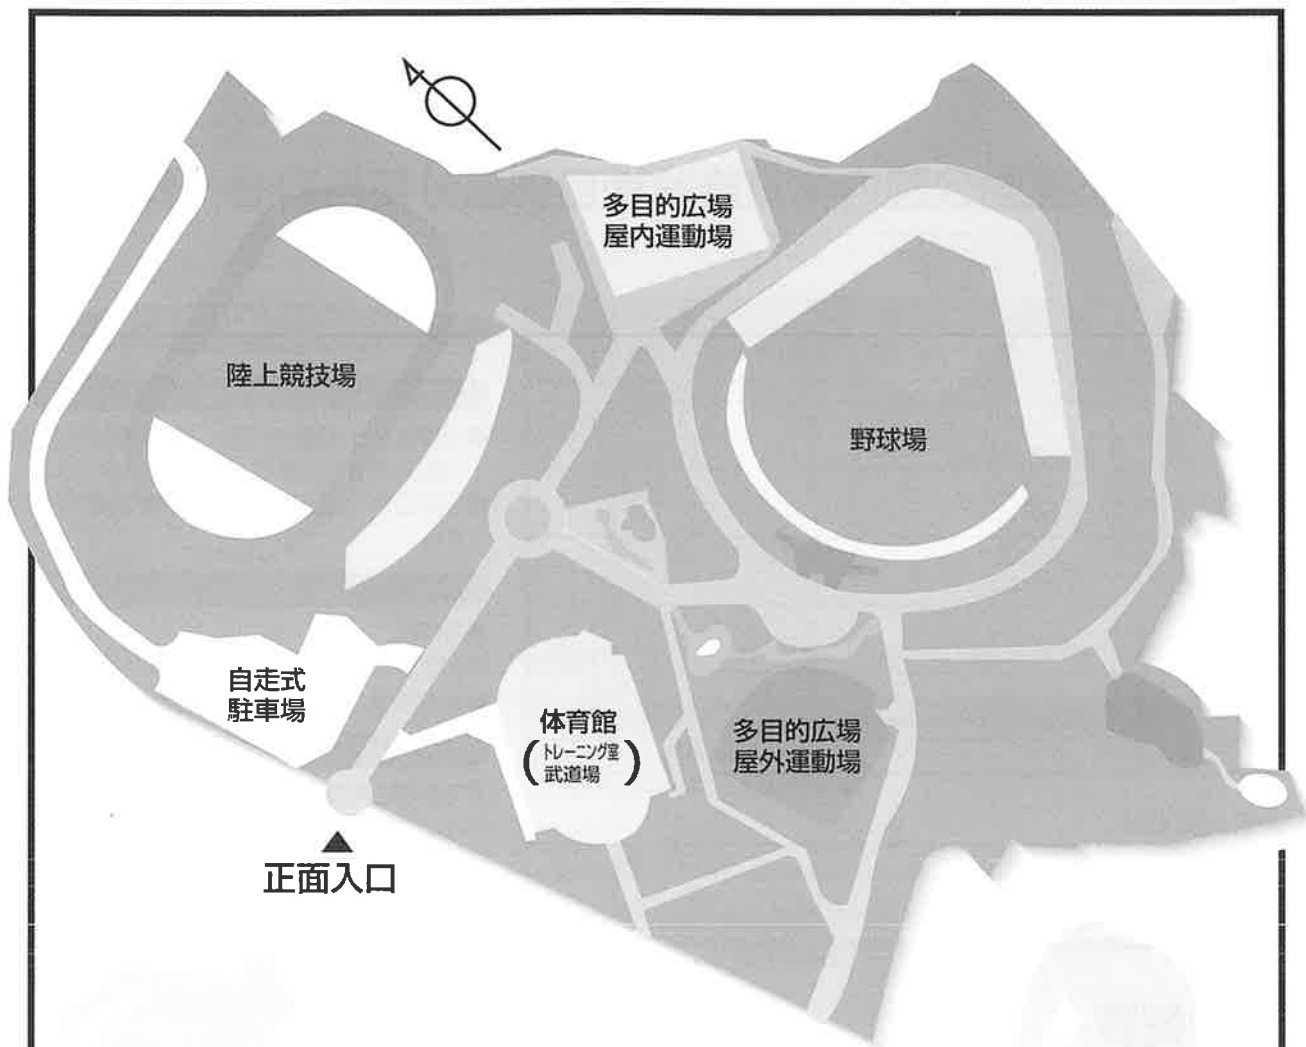 多目的広場
屋内運動場
陸上競技場
野球場
自走式
駐車場
体育館
(トレーニング室
武道場)
多目的広場
屋外運動場
▲
正面入口